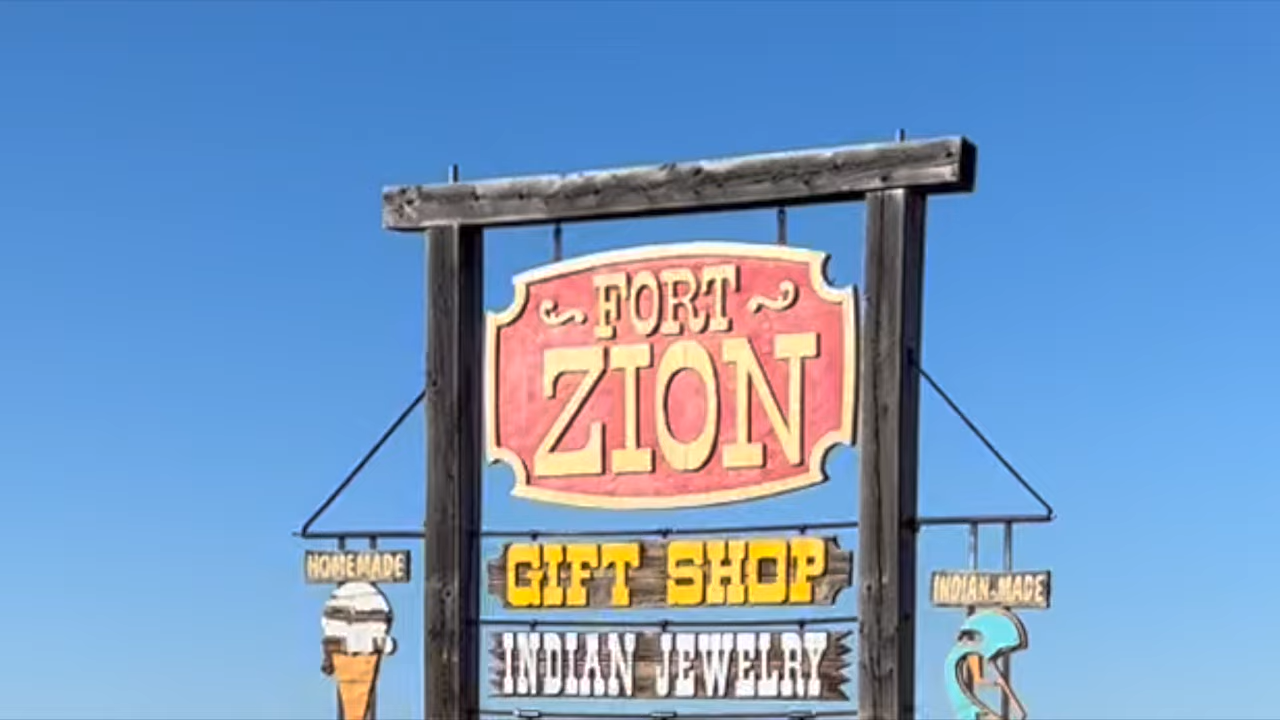 FORT
ZION
HOMEMADE
GIFT SHOP
INDIAN-MADE
INDIAN JEWELRY